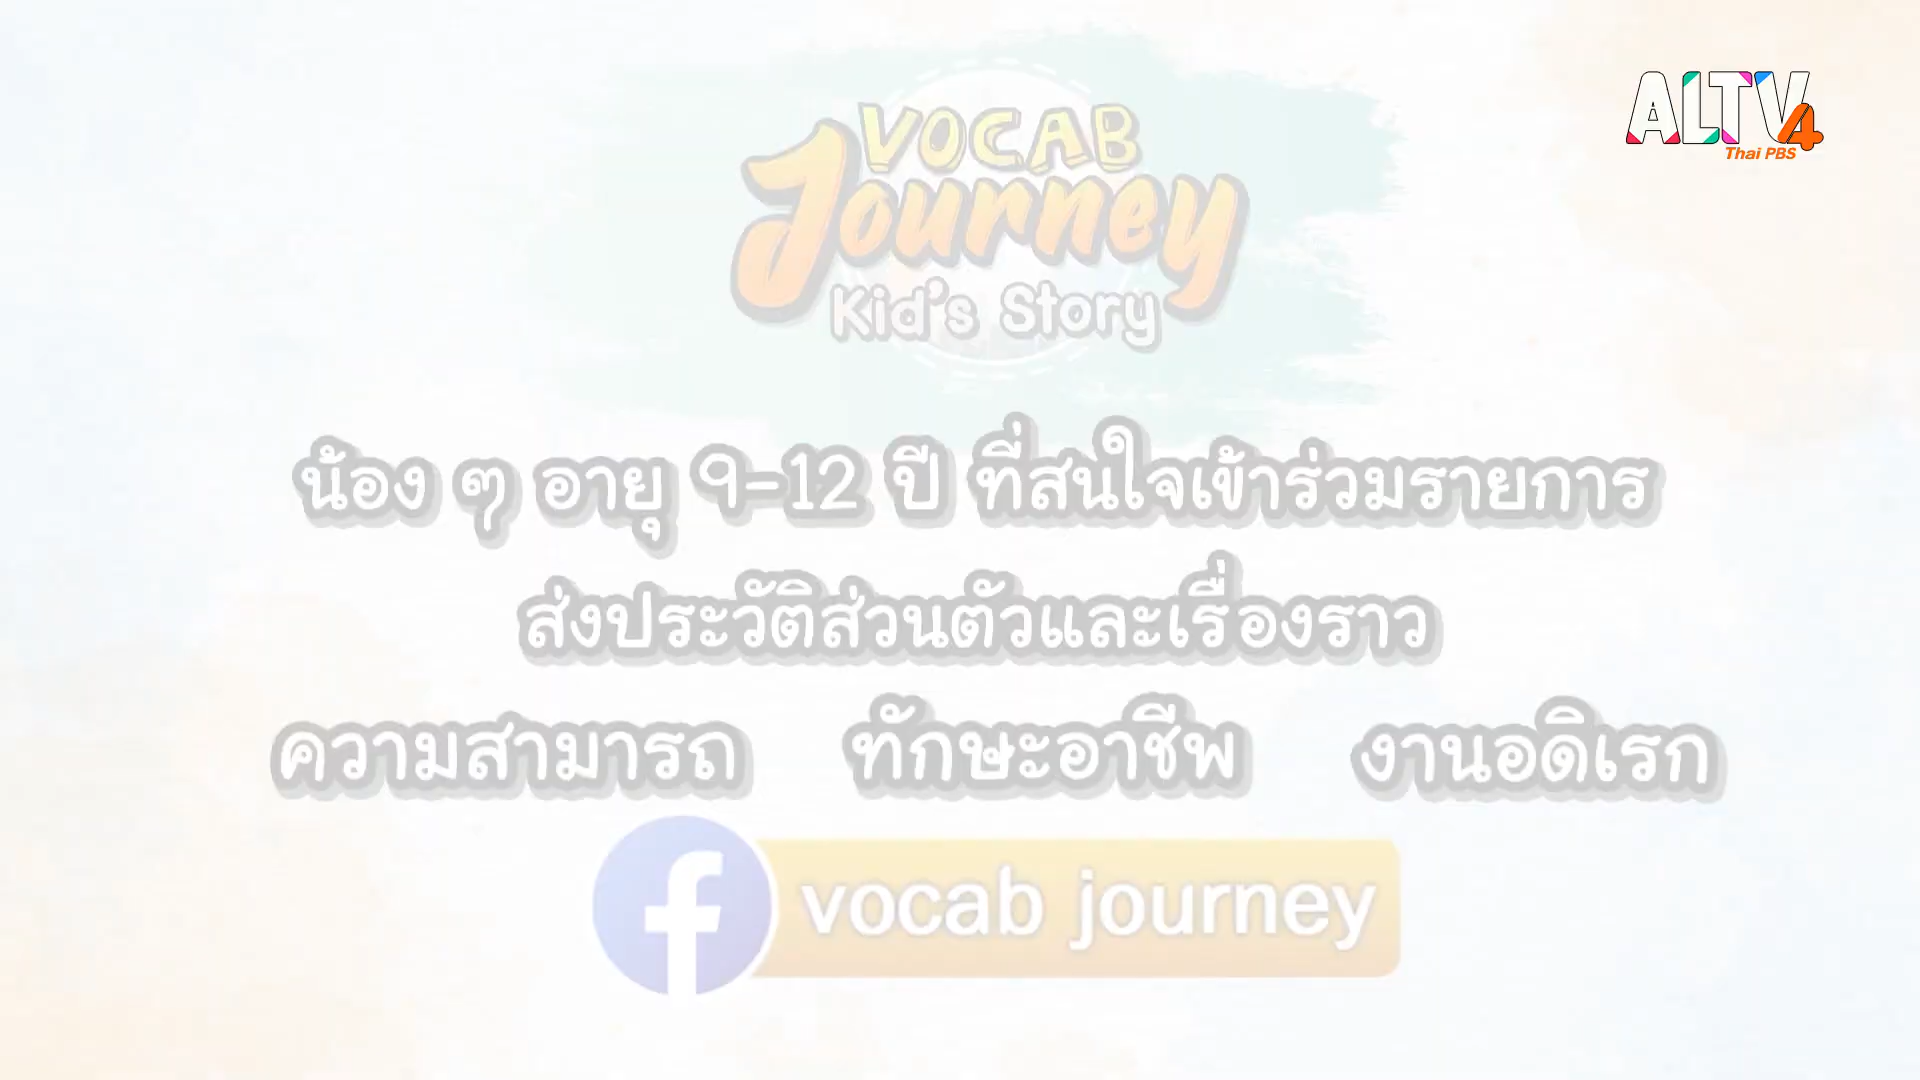 ALTV4
Thai PBS
VOCAB
Journey
Kid's Story
น้อง ๆ อายุ 9-12 ปี ที่สนใจเข้าร่วมรายการ
ส่งประวัติส่วนตัวและเรื่องราว
ความสามารถ ทักษะอาชีพ งานอดิเรก
vocab journey